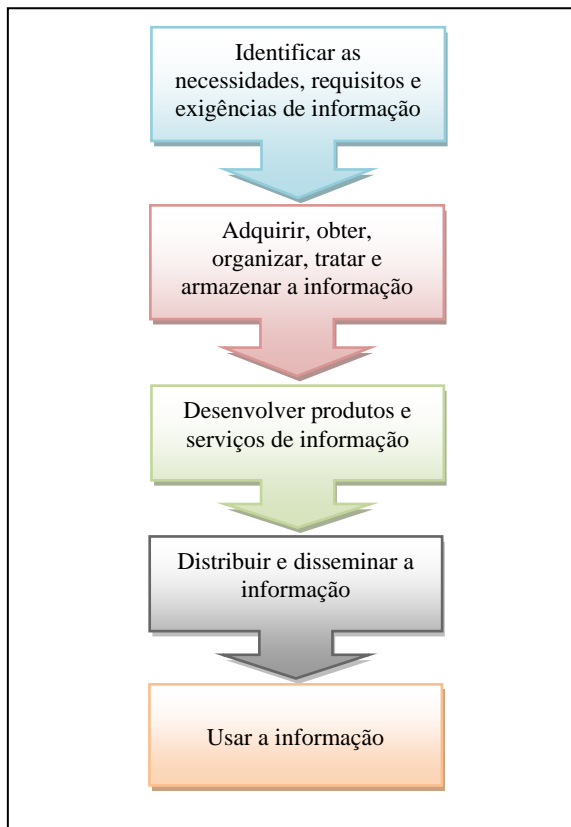 Identificar as
necessidades, requisitos e
exigências de informação
Adquirir, obter,
organizar, tratar e
armazenar a informação
Desenvolver produtos e
serviços de informação
Distribuir e disseminar a
informação
Usar a informação